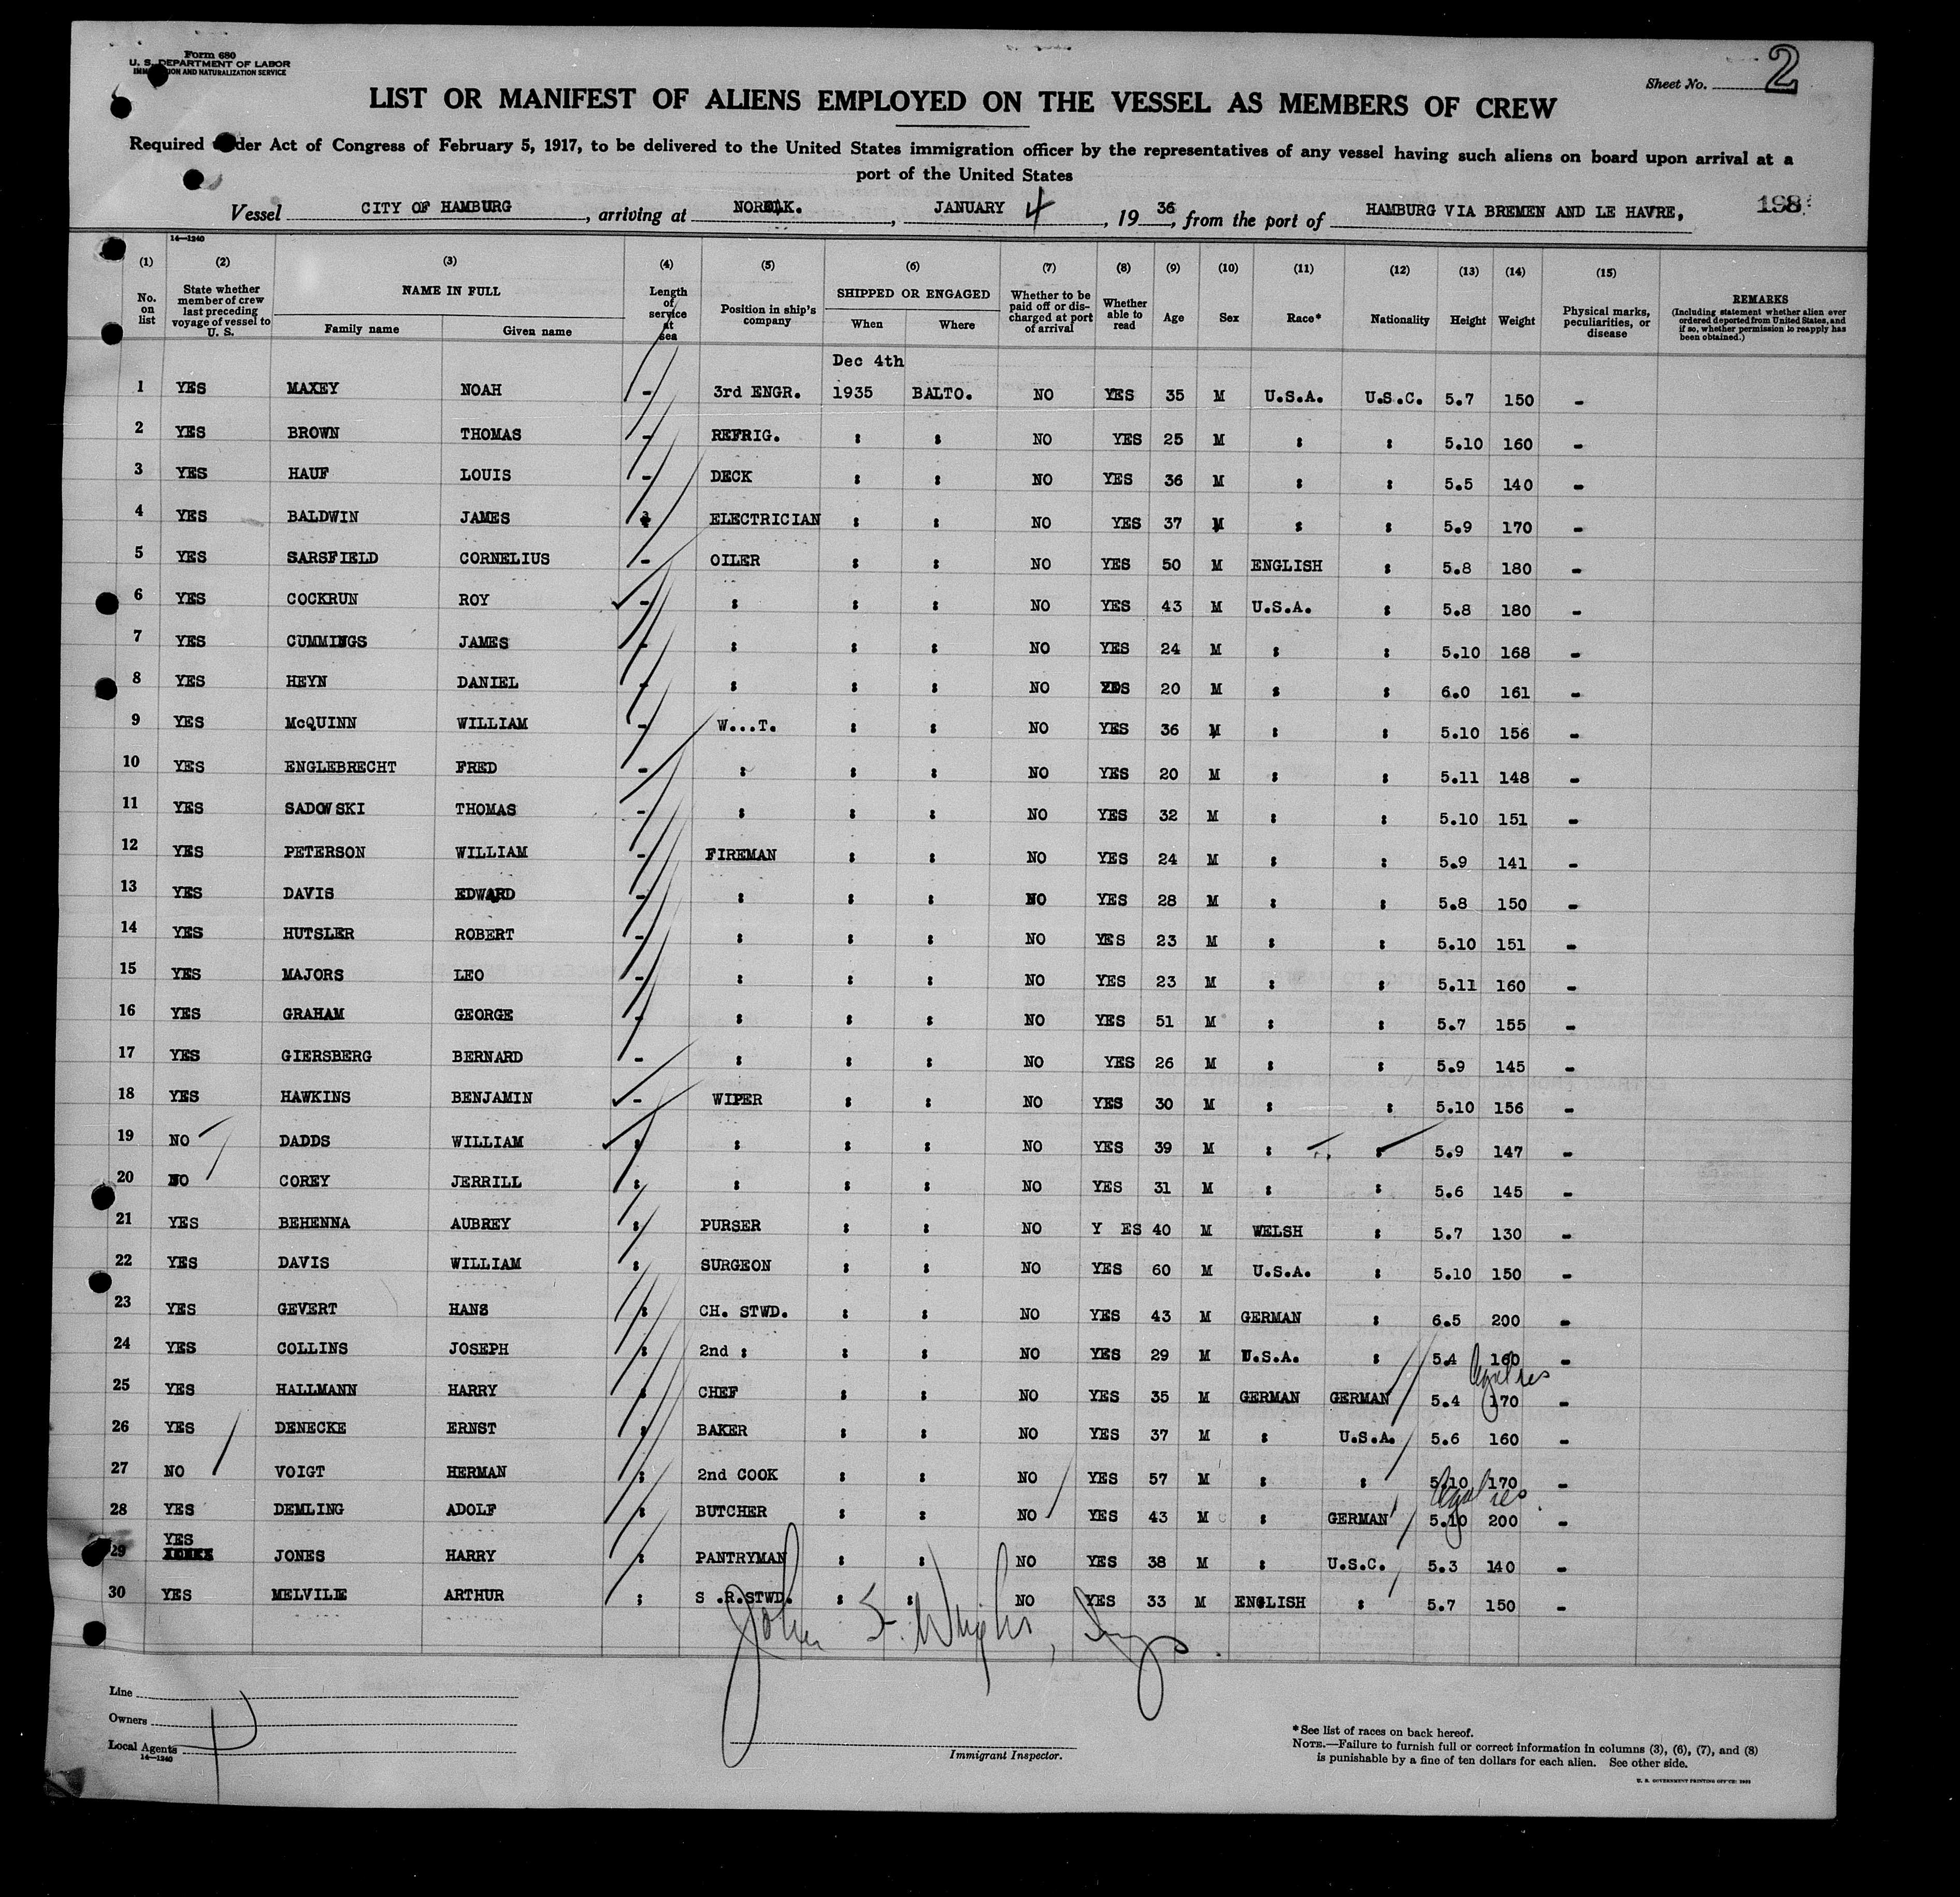 Form 680
U. S. DEPARTMENT OF LABOR
IMMIGRATION AND NATURALIZATION SERVICE
Sheet No. 2
LIST OR MANIFEST OF ALIENS EMPLOYED ON THE VESSEL AS MEMBERS OF CREW
Required under Act of Congress of February 5, 1917, to be delivered to the United States immigration officer by the representatives of any vessel having such aliens on board upon arrival at a
port of the United States
198
Vessel CITY OF HAMBURG, arriving at NORFOLK., JANUARY 4, 1936, from the port of HAMBURG VIA BREMEN AND LE HAVRE,
14—1240
(1) (2) (3) (4) (5) (6) (7) (8) (9) (10) (11) (12) (13) (14) (15)
No. on list
State whether member of crew last preceding voyage of vessel to U. S.
NAME IN FULL
Family name Given name
Length of service at sea
Position in ship's company
SHIPPED OR ENGAGED
When Where
Whether to be paid off or discharged at port of arrival
Whether able to read
Age
Sex
Race*
Nationality
Height
Weight
Physical marks, peculiarities, or disease
REMARKS
(Including statement whether alien ever ordered deported from United States, and if so, whether permission to reapply has been obtained.)
Dec 4th
1 YES MAXEY NOAH - 3rd ENGR. 1935 BALTO. NO YES 35 M U.S.A. U.S.C. 5.7 150 -
2 YES BROWN THOMAS - REFRIG. : : NO YES 25 M : : 5.10 160 -
3 YES HAUF LOUIS - DECK : : NO YES 36 M : : 5.5 140 -
4 YES BALDWIN JAMES ELECTRICIAN : : NO YES 37 M : : 5.9 170 -
5 YES SARSFIELD CORNELIUS - OILER : : NO YES 50 M ENGLISH : 5.8 180 -
6 YES COCKRUN ROY - : : : NO YES 43 M U.S.A. : 5.8 180 -
7 YES CUMMINGS JAMES - : : : NO YES 24 M : : 5.10 168 -
8 YES HEYN DANIEL - : : : NO YES 20 M : : 6.0 161 -
9 YES McQUINN WILLIAM - W...T. : : NO YES 36 M : : 5.10 156 -
10 YES ENGLEBRECHT FRED - : : : NO YES 20 M : : 5.11 148 -
11 YES SADOWSKI THOMAS - : : : NO YES 32 M : : 5.10 151 -
12 YES PETERSON WILLIAM - FIREMAN : : NO YES 24 M : : 5.9 141 -
13 YES DAVIS EDWARD - : : : NO YES 28 M : : 5.8 150 -
14 YES HUTSLER ROBERT - : : : NO YES 23 M : : 5.10 151 -
15 YES MAJORS LEO - : : : NO YES 23 M : : 5.11 160 -
16 YES GRAHAM GEORGE - : : : NO YES 51 M : : 5.7 155 -
17 YES GIERSBERG BERNARD - : : : NO YES 26 M : : 5.9 145 -
18 YES HAWKINS BENJAMIN - WIPER : : NO YES 30 M : : 5.10 156 -
19 NO DADDS WILLIAM : : : : NO YES 39 M : : 5.9 147 -
20 NO COREY JERRILL : : : : NO YES 31 M : : 5.6 145 -
21 YES BEHENNA AUBREY : PURSER : : NO Y ES 40 M WELSH : 5.7 130 -
22 YES DAVIS WILLIAM : SURGEON : : NO YES 60 M U.S.A. : 5.10 150 -
23 YES GEVERT HANS : CH. STWD. : : NO YES 43 M GERMAN : 6.5 200 -
24 YES COLLINS JOSEPH : 2nd : : : NO YES 29 M U.S.A. : 5.4 160 -
25 YES HALLMANN HARRY : CHEF : : NO YES 35 M GERMAN GERMAN 5.4 170 -
26 YES DENECKE ERNST : BAKER : : NO YES 37 M : U.S.A. 5.6 160 -
27 NO VOIGT HERMAN : 2nd COOK : : NO YES 57 M : : 5.10 170 -
28 YES DEMLING ADOLF : BUTCHER : : NO YES 43 M : GERMAN 5.10 200 -
29 YES JONES HARRY : PANTRYMAN : : NO YES 38 M : U.S.C. 5.3 140 -
30 YES MELVILE ARTHUR : S .R.STWD. : : NO YES 33 M ENGLISH : 5.7 150 -
Line
Owners
Local Agents
14—1240
Immigrant Inspector.
*See list of races on back hereof.
NOTE.—Failure to furnish full or correct information in columns (3), (6), (7), and (8)
is punishable by a fine of ten dollars for each alien. See other side.
U. S. GOVERNMENT PRINTING OFFICE: